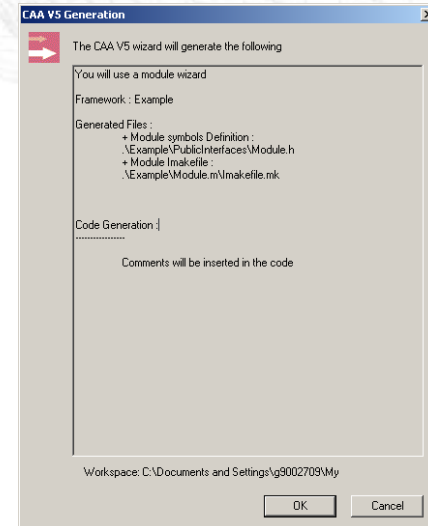 CAA V5 Generation
The CAA V5 wizard will generate the following
You will use a module wizard
Framework : Example
Generated Files :
+ Module symbols Definition :
.\Example\PublicInterfaces\Module.h
+ Module Imakefile :
.\Example\Module.m\Imakefile.mk
Code Generation :
----------------
Comments will be inserted in the code
Workspace: C:\Documents and Settings\g9002709\My
OK Cancel